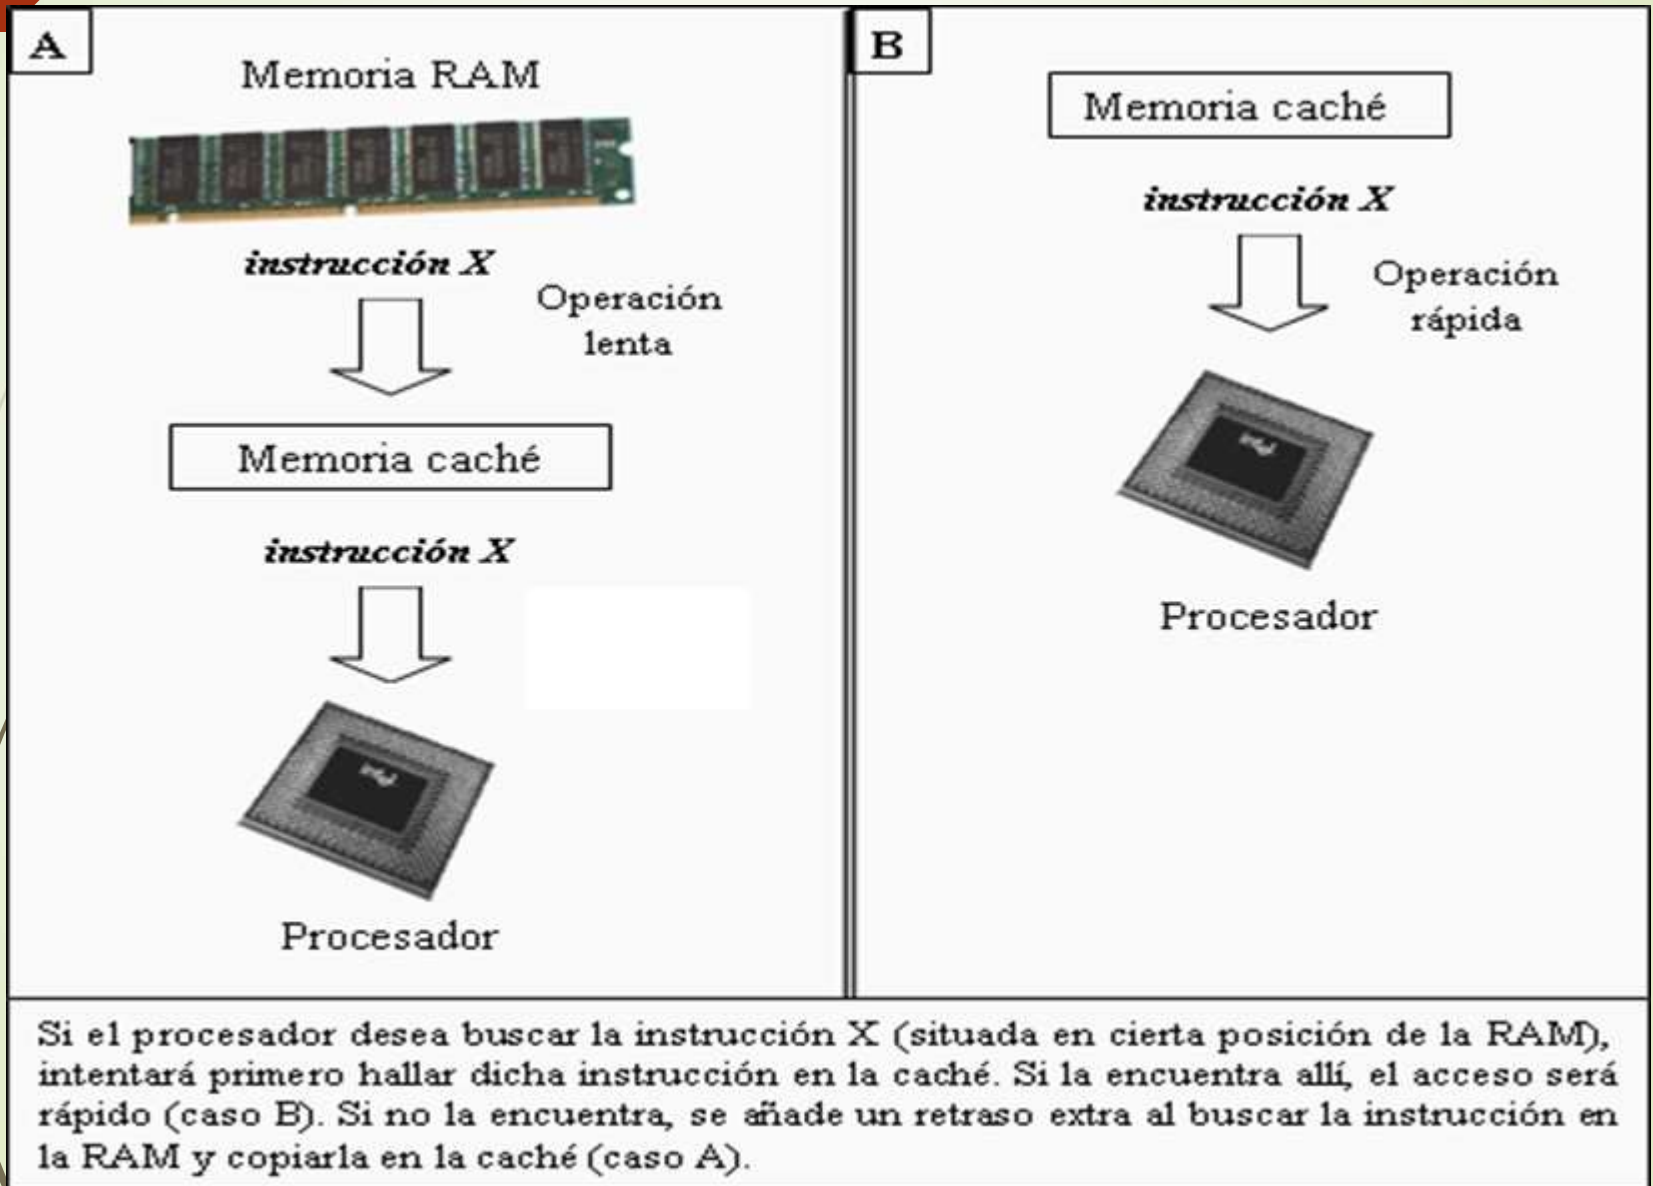 A
Memoria RAM
instrucción X
Operación
lenta
Memoria caché
instrucción X
Procesador
B
Memoria caché
instrucción X
Operación
rápida
Procesador
Si el procesador desea buscar la instrucción X (situada en cierta posición de la RAM),
intentará primero hallar dicha instrucción en la caché. Si la encuentra allí, el acceso será
rápido (caso B). Si no la encuentra, se añade un retraso extra al buscar la instrucción en
la RAM y copiarla en la caché (caso A).